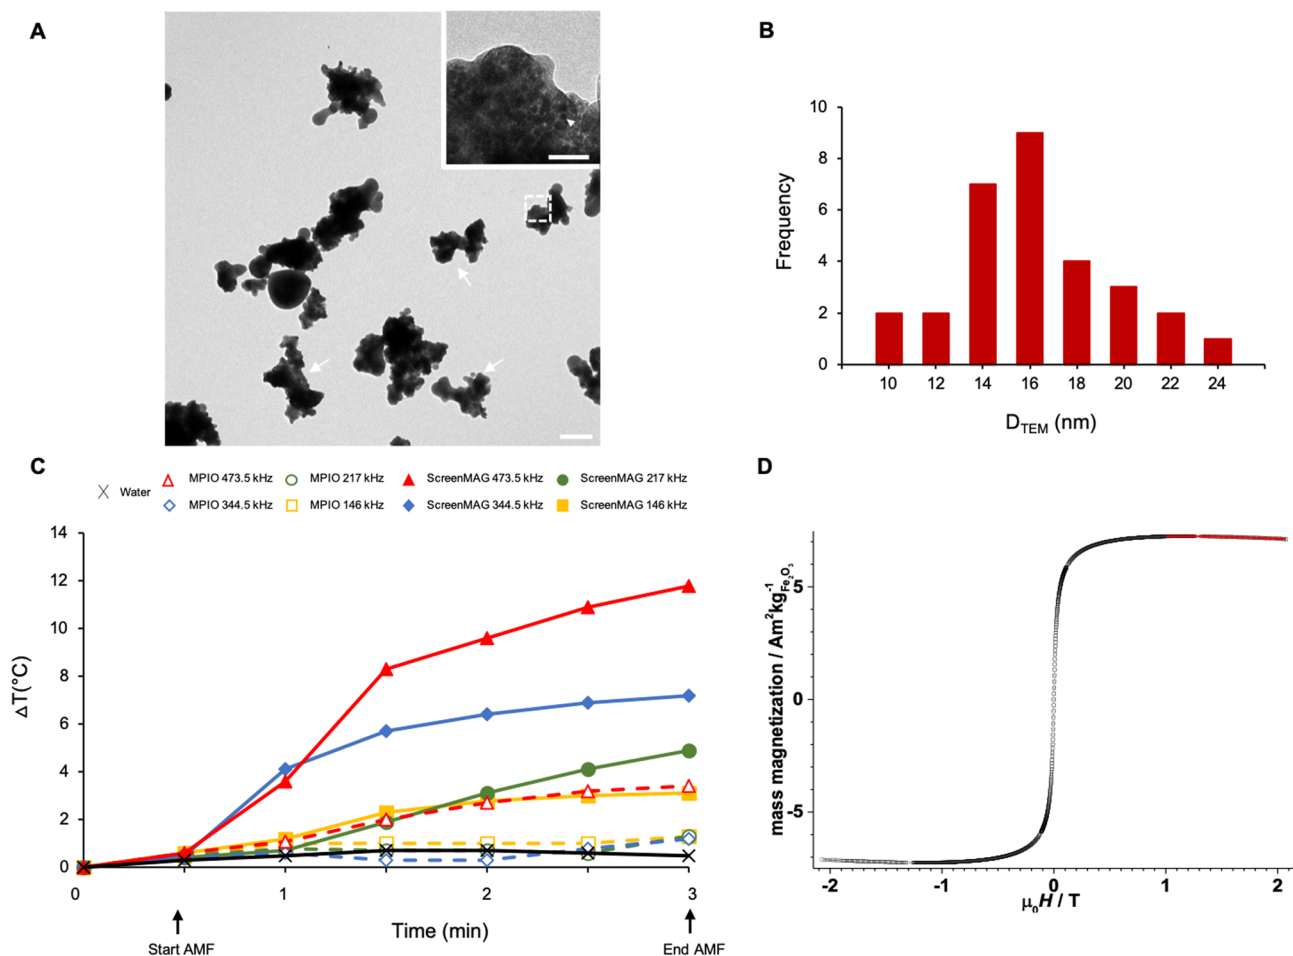 A
B
10
8
6
4
2
0
Frequency
10 12 14 16 18 20 22 24
D_TEM (nm)
C
Water
MPIO 473.5 kHz
MPIO 217 kHz
ScreenMAG 473.5 kHz
ScreenMAG 217 kHz
MPIO 344.5 kHz
MPIO 146 kHz
ScreenMAG 344.5 kHz
ScreenMAG 146 kHz
14
12
10
8
6
4
2
0
ΔT(°C)
0 1 2 3
Time (min)
Start AMF
End AMF
D
mass magnetization / Am²kg⁻¹Fe₂O₃
5
0
-5
-2 -1 0 1 2
μ₀H / T